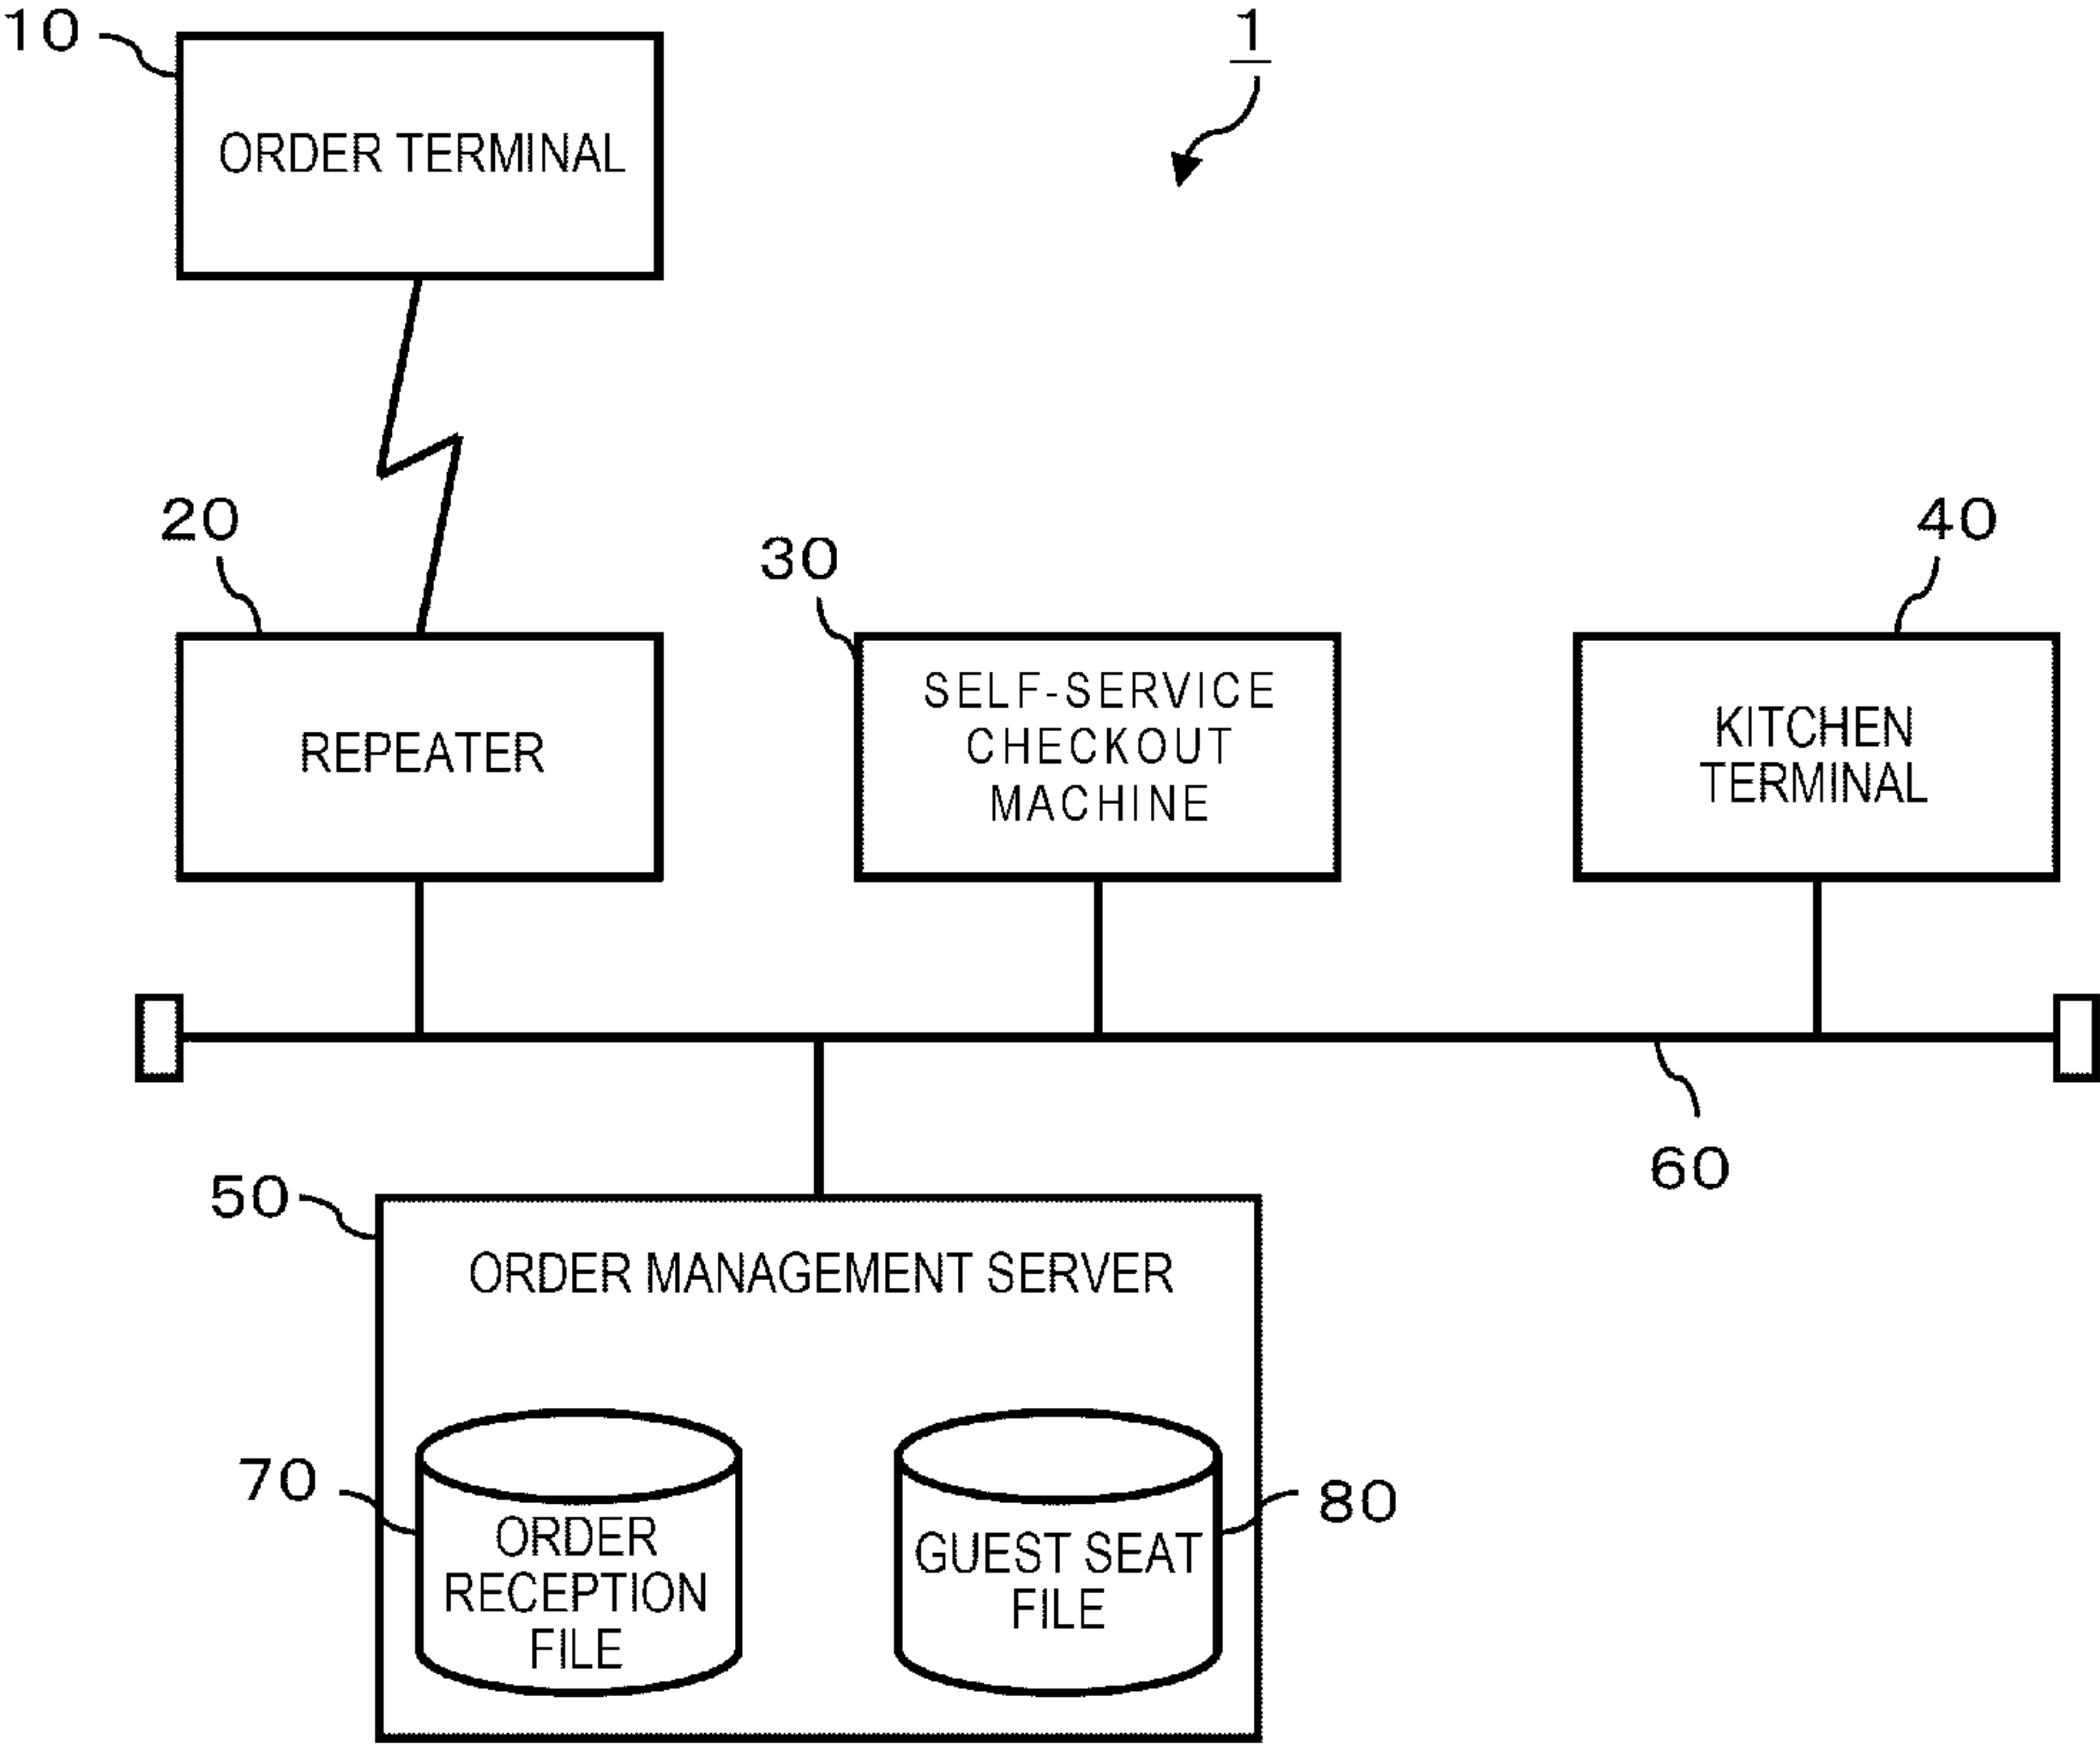 10
1
ORDER TERMINAL
20
30
40
REPEATER
SELF-SERVICE
CHECKOUT
MACHINE
KITCHEN
TERMINAL
60
50
ORDER MANAGEMENT SERVER
70
ORDER
RECEPTION
FILE
GUEST SEAT
FILE
80